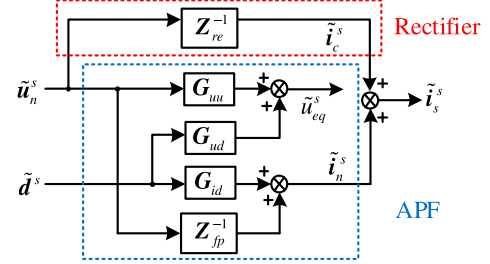 Z_re^-1
Rectifier
ĩ_c^s
ũ_n^s
G_uu
+
+
ũ_eq^s
+
ĩ_s^s
+
G_ud
d̃^s
G_id
+
+
ĩ_n^s
Z_fp^-1
APF